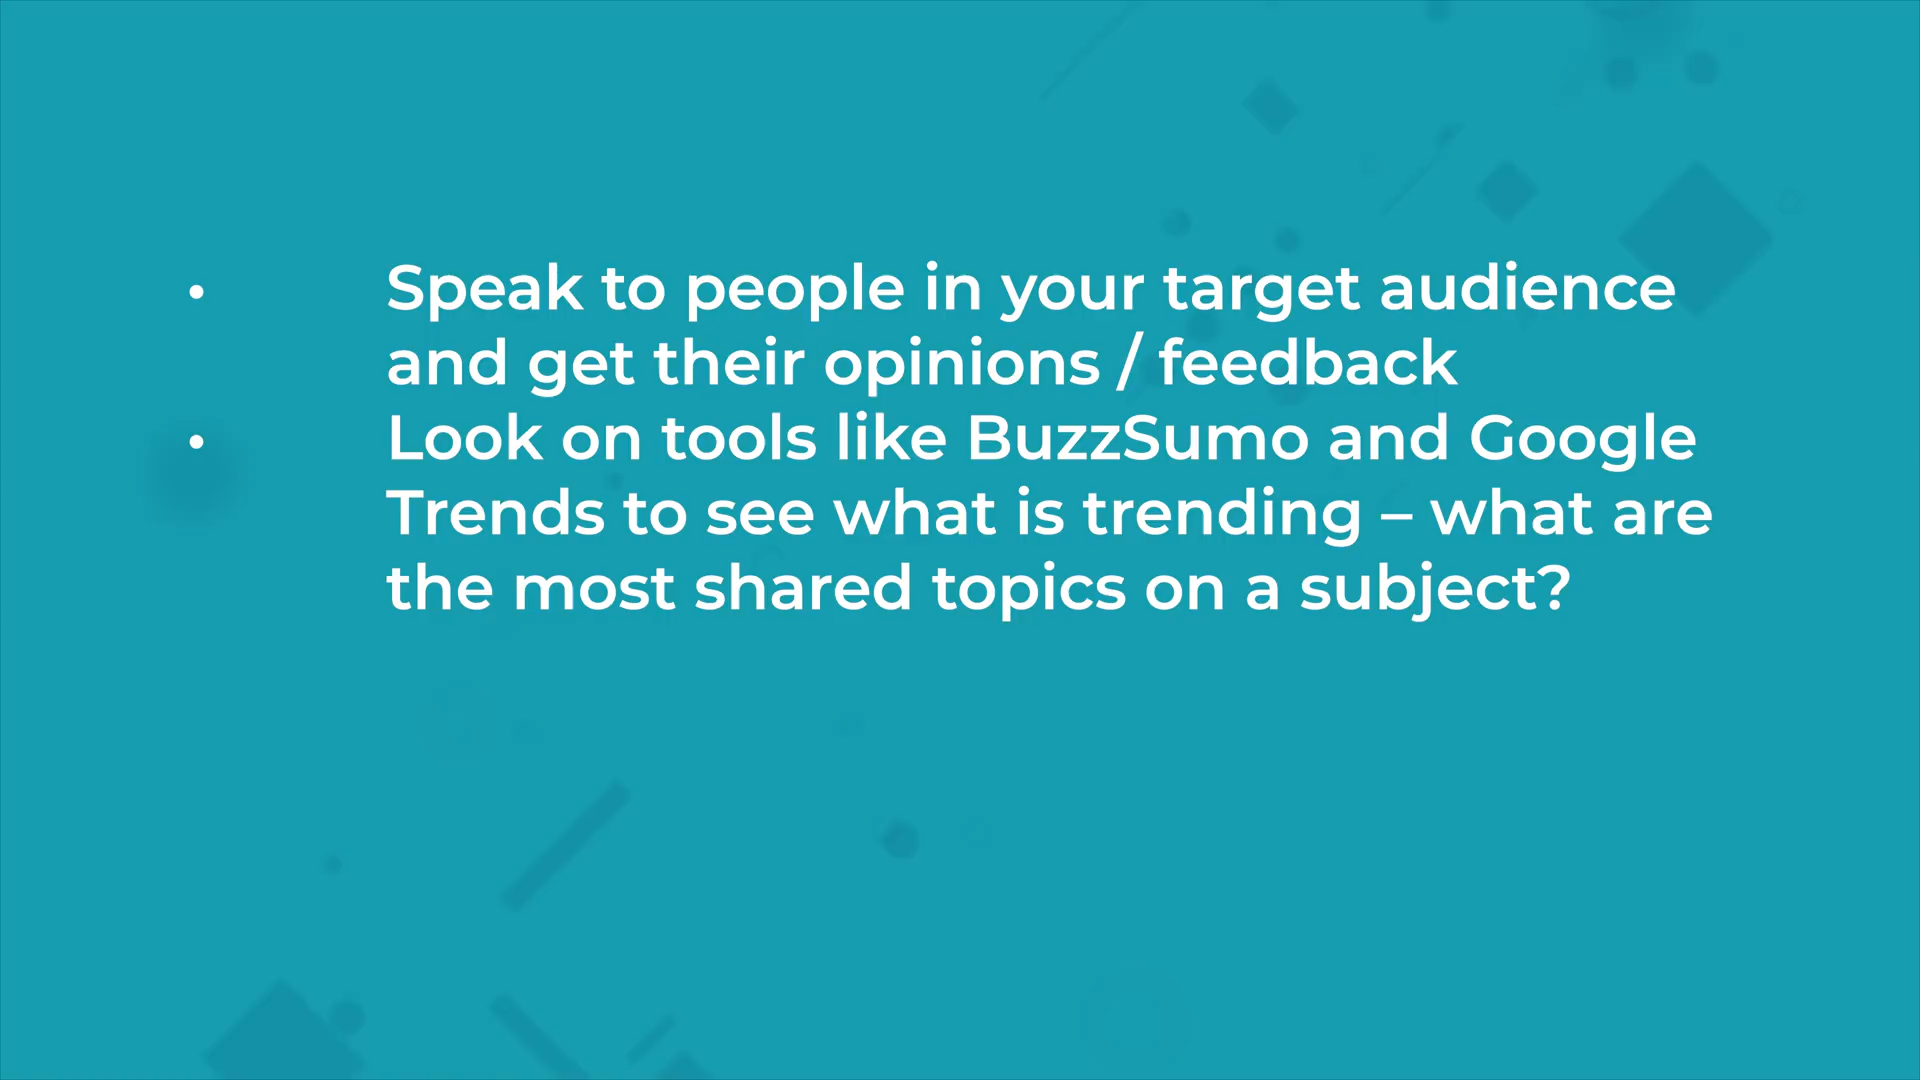 • Speak to people in your target audience
and get their opinions / feedback
• Look on tools like BuzzSumo and Google
Trends to see what is trending – what are
the most shared topics on a subject?